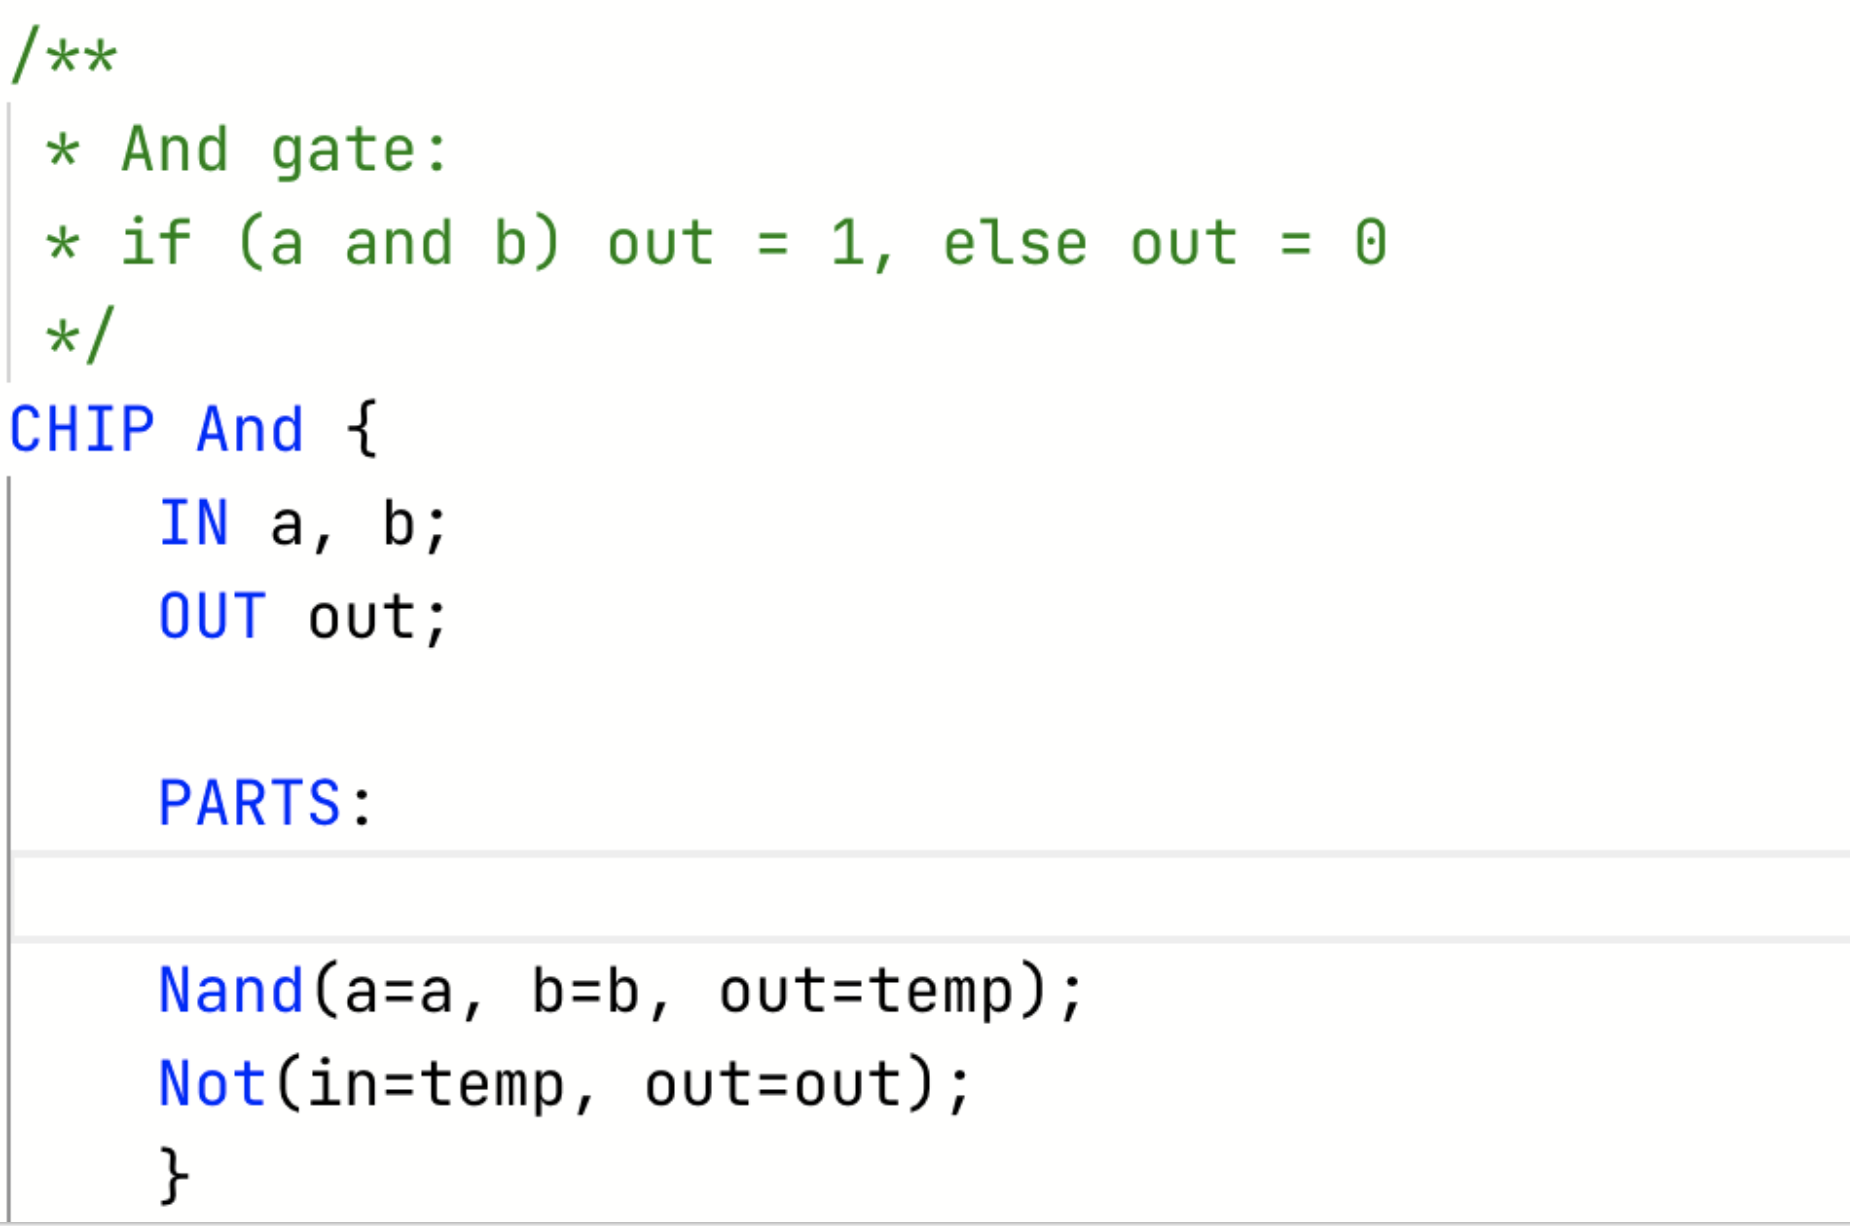 /**
 * And gate:
 * if (a and b) out = 1, else out = 0
 */
CHIP And {
    IN a, b;
    OUT out;

    PARTS:

    Nand(a=a, b=b, out=temp);
    Not(in=temp, out=out);
    }